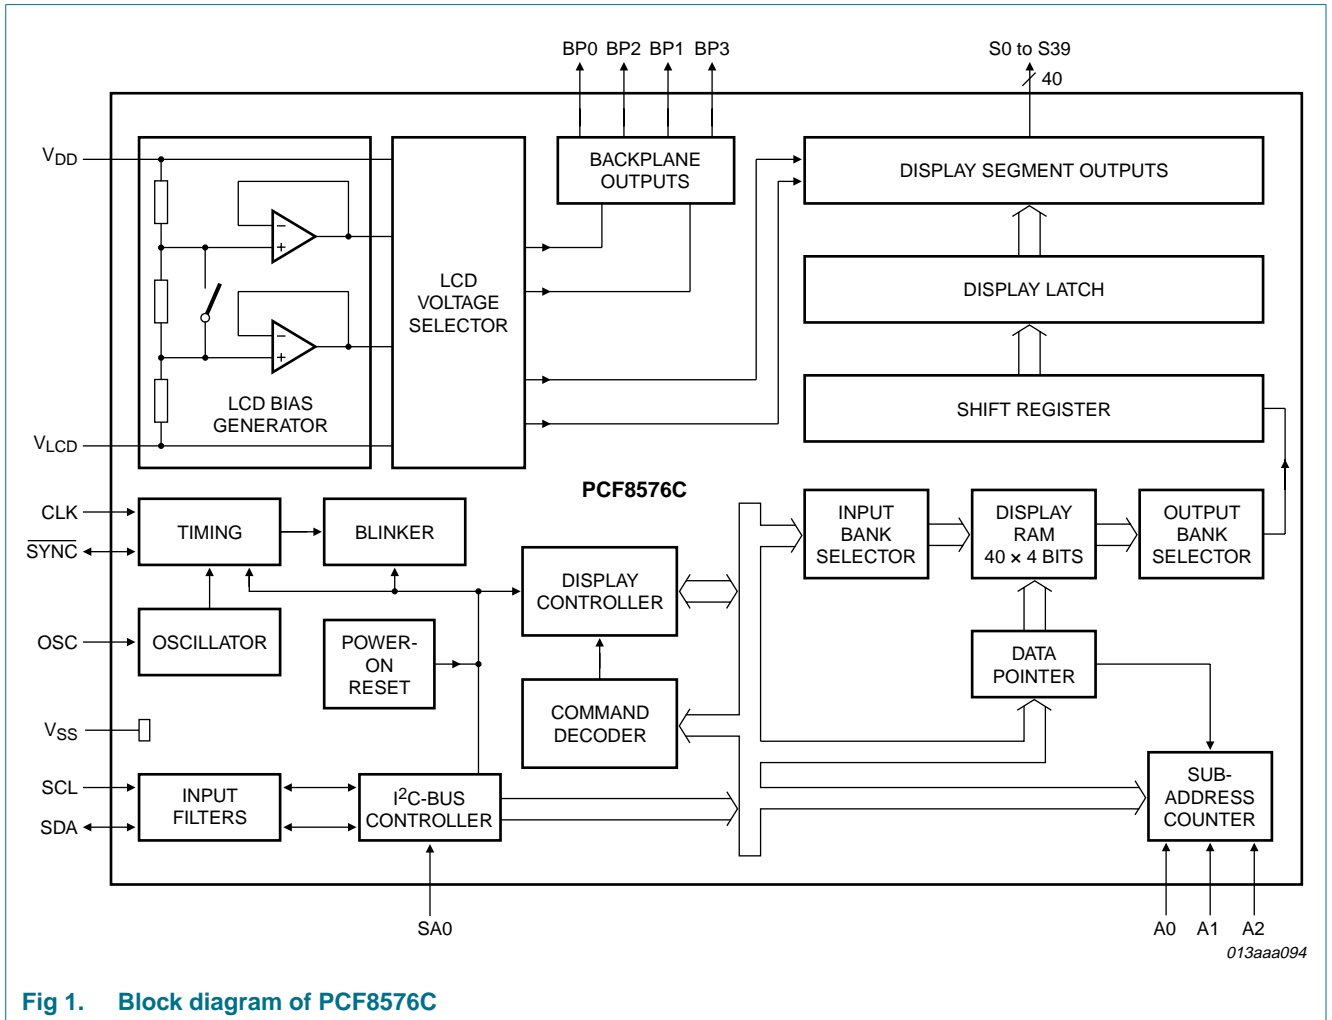 BP0 BP2 BP1 BP3
S0 to S39
40
VDD
BACKPLANE
OUTPUTS
DISPLAY SEGMENT OUTPUTS
−
+
LCD
VOLTAGE
SELECTOR
DISPLAY LATCH
−
+
LCD BIAS
GENERATOR
SHIFT REGISTER
VLCD
PCF8576C
CLK
TIMING
BLINKER
INPUT
BANK
SELECTOR
DISPLAY
RAM
40 × 4 BITS
OUTPUT
BANK
SELECTOR
S̅Y̅N̅C̅
DISPLAY
CONTROLLER
OSC
OSCILLATOR
POWER-
ON
RESET
DATA
POINTER
COMMAND
DECODER
VSS
SCL
SDA
INPUT
FILTERS
I²C-BUS
CONTROLLER
SUB-
ADDRESS
COUNTER
SA0
A0 A1 A2
013aaa094
Fig 1. Block diagram of PCF8576C